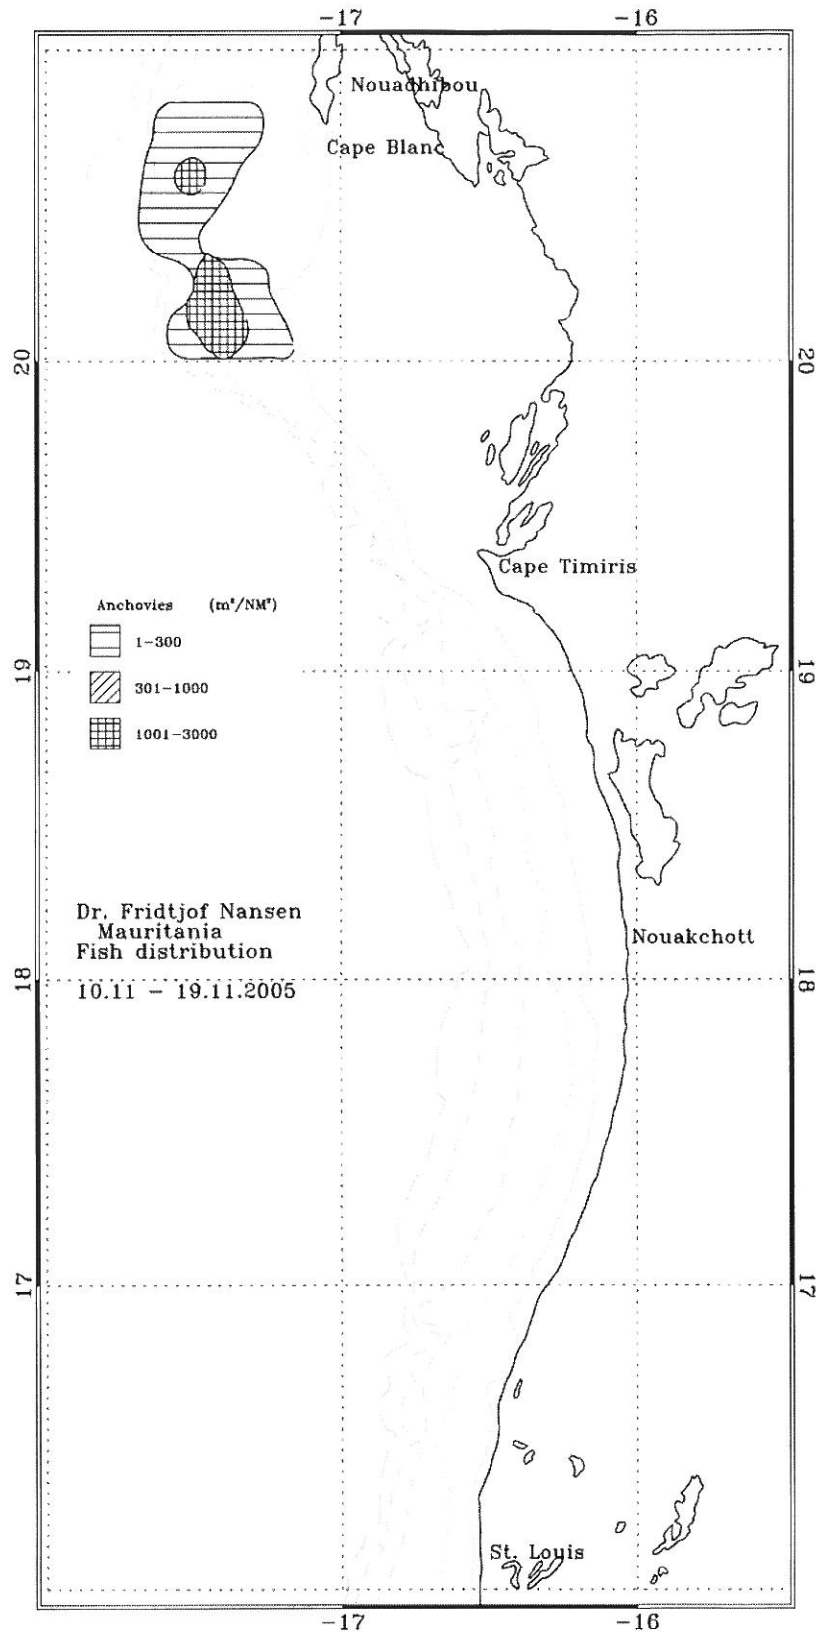 -17 -16
Nouadhibou
Cape Blanc
20 20
Cape Timiris
Anchovies (m²/NM²)
1-300
19 19
301-1000
1001-3000
Dr. Fridtjof Nansen
Mauritania
Nouakchott
Fish distribution
18 18
10.11 - 19.11.2005
17 17
St. Louis
-17 -16